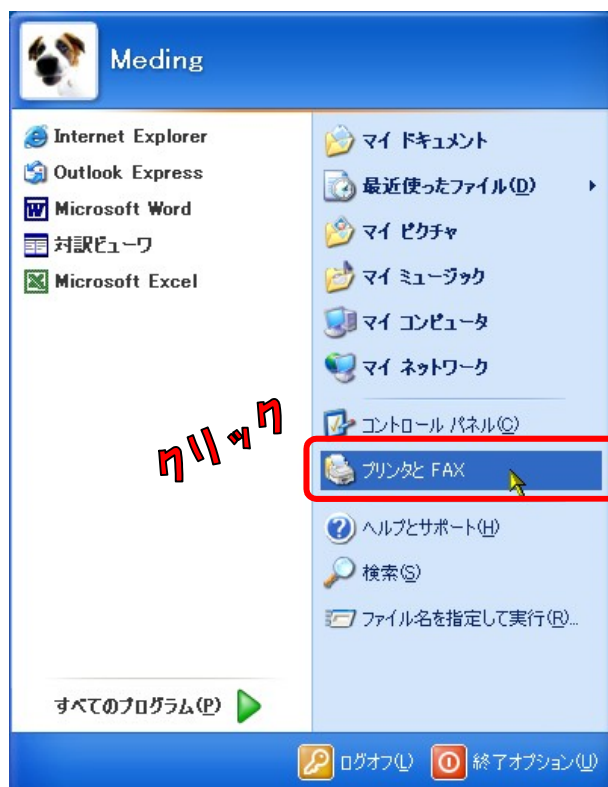 Meding
Internet Explorer
Outlook Express
Microsoft Word
対訳ビューワ
Microsoft Excel
マイ ドキュメント
最近使ったファイル(D)
マイ ピクチャ
マイ ミュージック
マイ コンピュータ
マイ ネットワーク
コントロール パネル(C)
クリック
プリンタと FAX
ヘルプとサポート(H)
検索(S)
ファイル名を指定して実行(R)...
すべてのプログラム(P)
ログオフ(L)
終了オプション(U)